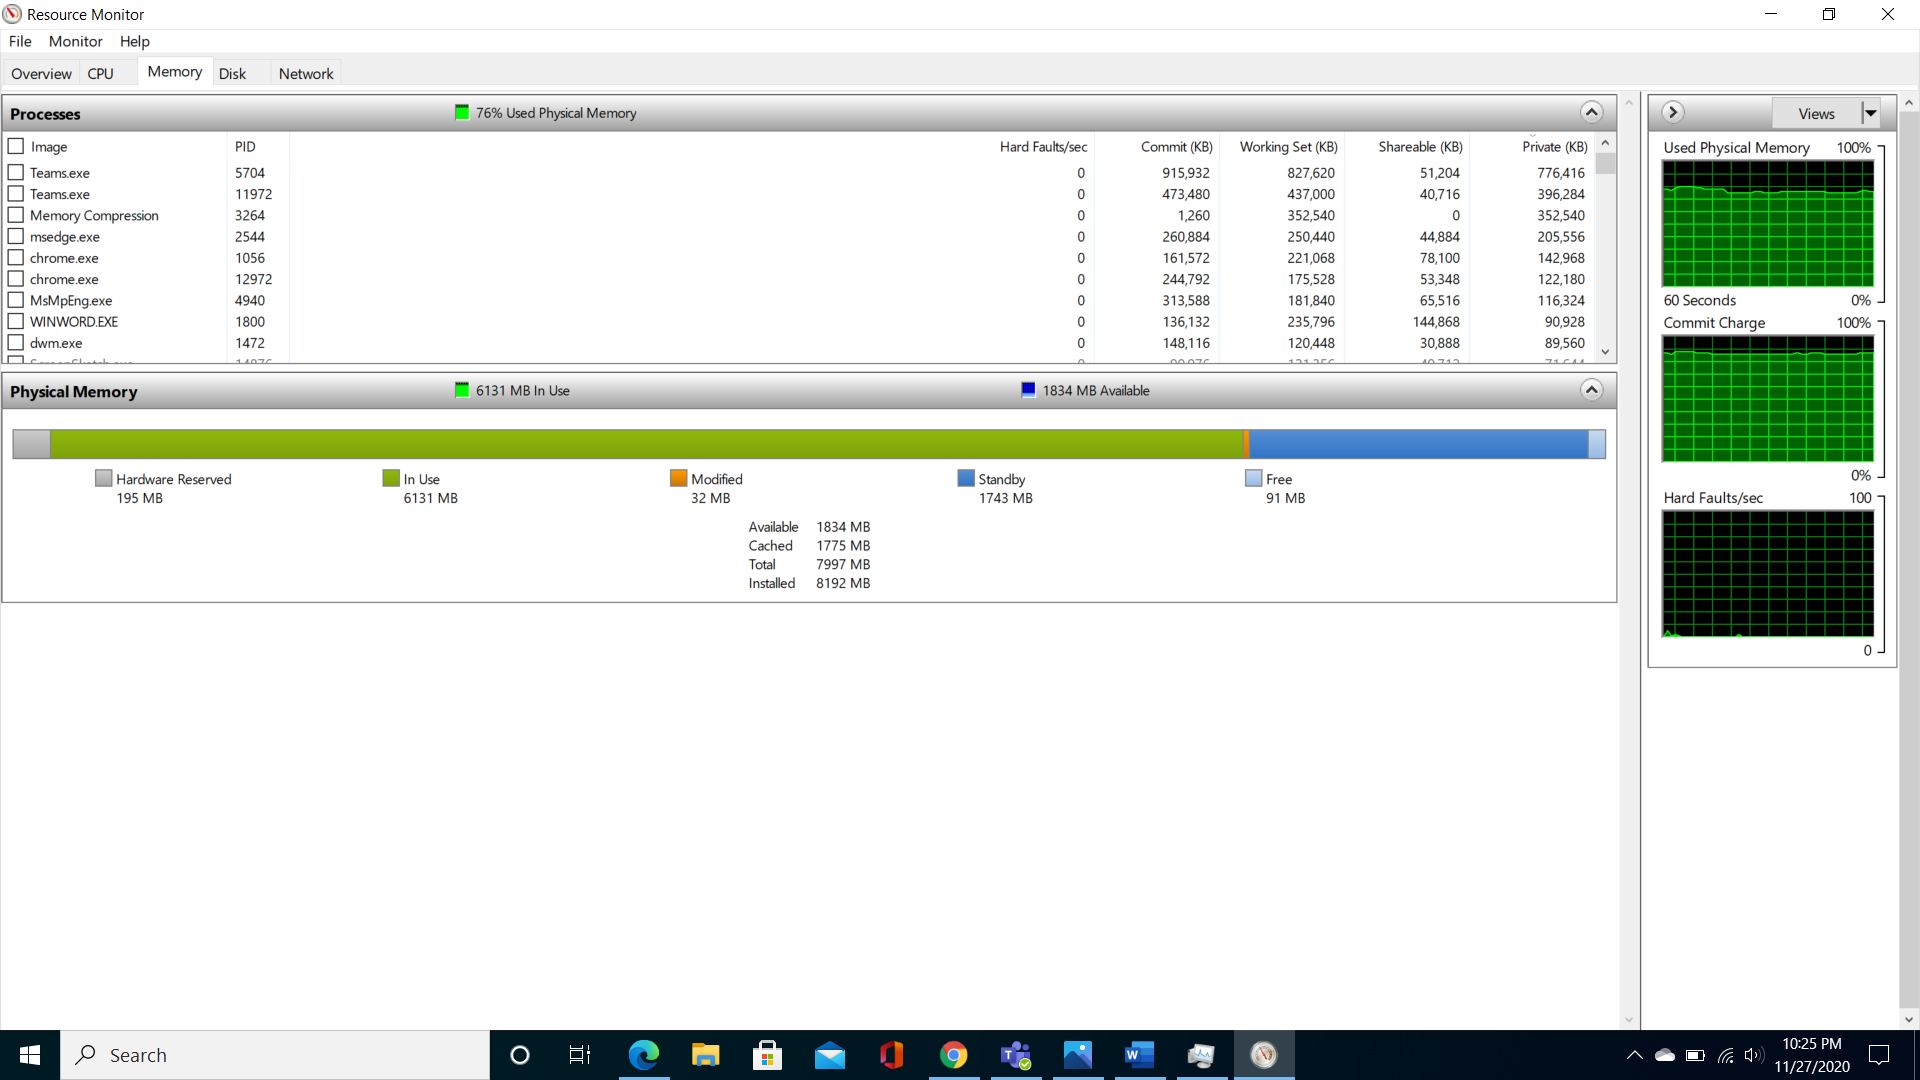 Resource Monitor
File Monitor Help
Overview CPU Memory Disk Network
Processes 76% Used Physical Memory
Image PID Hard Faults/sec Commit (KB) Working Set (KB) Shareable (KB) Private (KB)
Teams.exe 5704 0 915,932 827,620 51,204 776,416
Teams.exe 11972 0 473,480 437,000 40,716 396,284
Memory Compression 3264 0 1,260 352,540 0 352,540
msedge.exe 2544 0 260,884 250,440 44,884 205,556
chrome.exe 1056 0 161,572 221,068 78,100 142,968
chrome.exe 12972 0 244,792 175,528 53,348 122,180
MsMpEng.exe 4940 0 313,588 181,840 65,516 116,324
WINWORD.EXE 1800 0 136,132 235,796 144,868 90,928
dwm.exe 1472 0 148,116 120,448 30,888 89,560
Physical Memory 6131 MB In Use 1834 MB Available
Hardware Reserved In Use Modified Standby Free
195 MB 6131 MB 32 MB 1743 MB 91 MB
Available 1834 MB
Cached 1775 MB
Total 7997 MB
Installed 8192 MB
Views
Used Physical Memory 100%
60 Seconds 0%
Commit Charge 100%
0%
Hard Faults/sec 100
0
Search
10:25 PM
11/27/2020